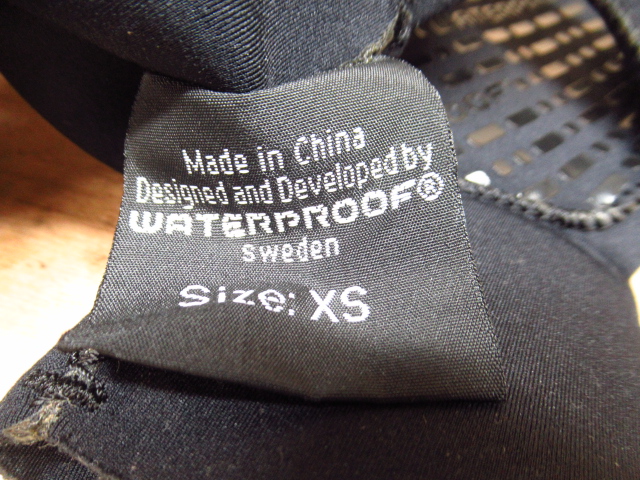 Made in China
Designed and Developed by
WATERPROOF®
sweden
Size: XS